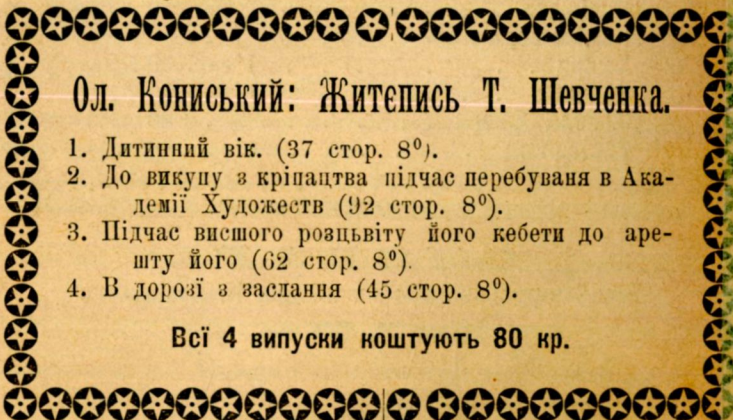 Ол. Кониський: Житєпись Т. Шевченка.
1. Дитинний вік. (37 стор. 8⁰).
2. До викупу з кріпацтва підчас перебуваня в Ака-
демії Художеств (92 стор. 8⁰).
3. Підчас висшого розцьвіту його кебети до аре-
шту його (62 стор. 8⁰).
4. В дорозї з заслання (45 стор. 8⁰).
Всї 4 випуски коштують 80 кр.